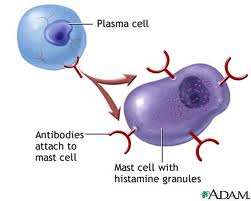 Plasma cell
Antibodies
attach to
mast cell
Mast cell with
histamine granules
ADAM